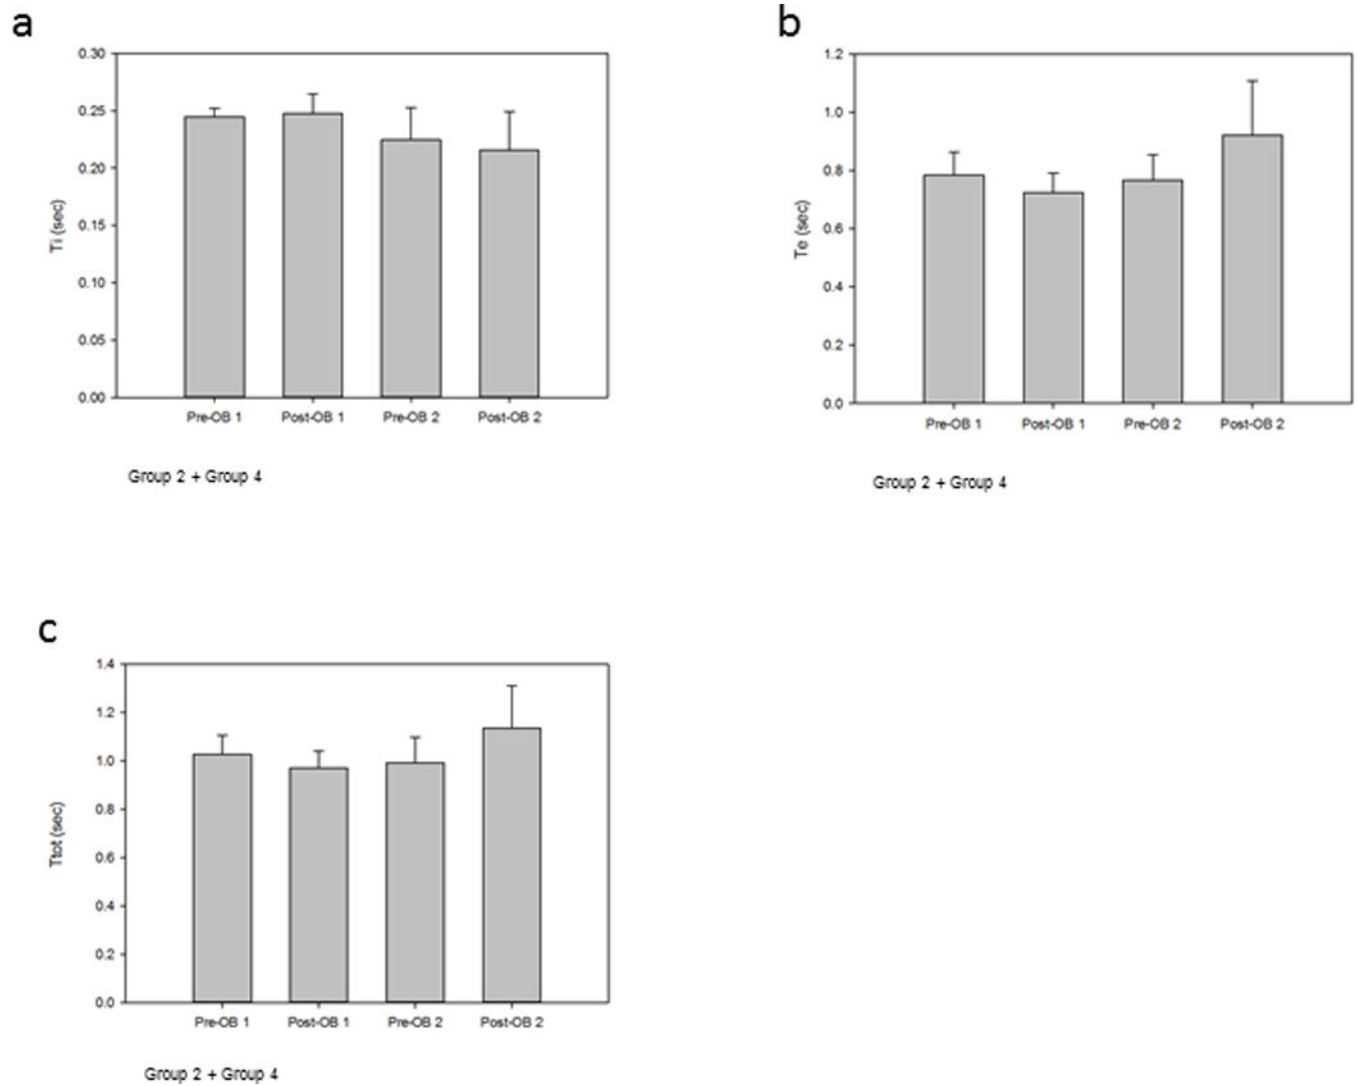 a
0.30
0.25
0.20
0.15
0.10
0.05
0.00
Ti (sec)
Pre-OB 1 Post-OB 1 Pre-OB 2 Post-OB 2
Group 2 + Group 4
b
1.2
1.0
0.8
0.6
0.4
0.2
0.0
Te (sec)
Pre-OB 1 Post-OB 1 Pre-OB 2 Post-OB 2
Group 2 + Group 4
c
1.4
1.2
1.0
0.8
0.6
0.4
0.2
0.0
Ttot (sec)
Pre-OB 1 Post-OB 1 Pre-OB 2 Post-OB 2
Group 2 + Group 4